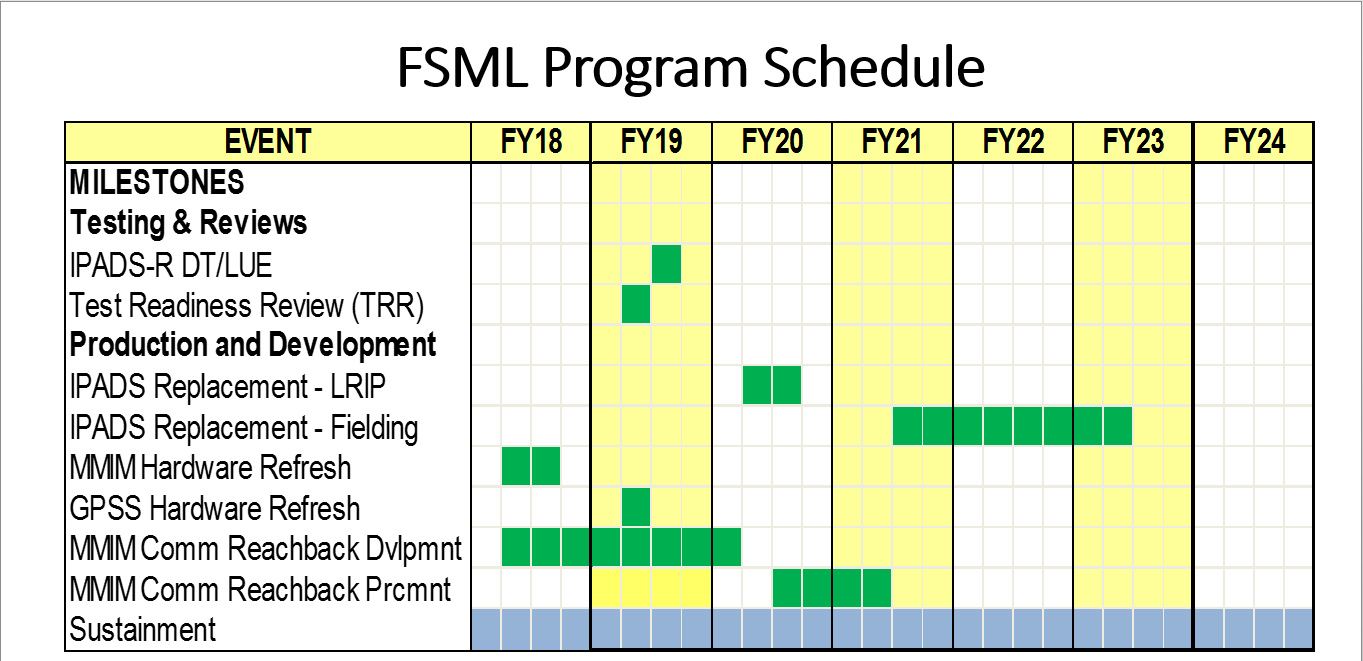 FSML Program Schedule
EVENT FY18 FY19 FY20 FY21 FY22 FY23 FY24
MILESTONES
Testing & Reviews
IPADS-R DT/LUE
Test Readiness Review (TRR)
Production and Development
IPADS Replacement - LRIP
IPADS Replacement - Fielding
MMIM Hardware Refresh
GPSS Hardware Refresh
MMIM Comm Reachback Dvlpmnt
MMIM Comm Reachback Prcmnt
Sustainment